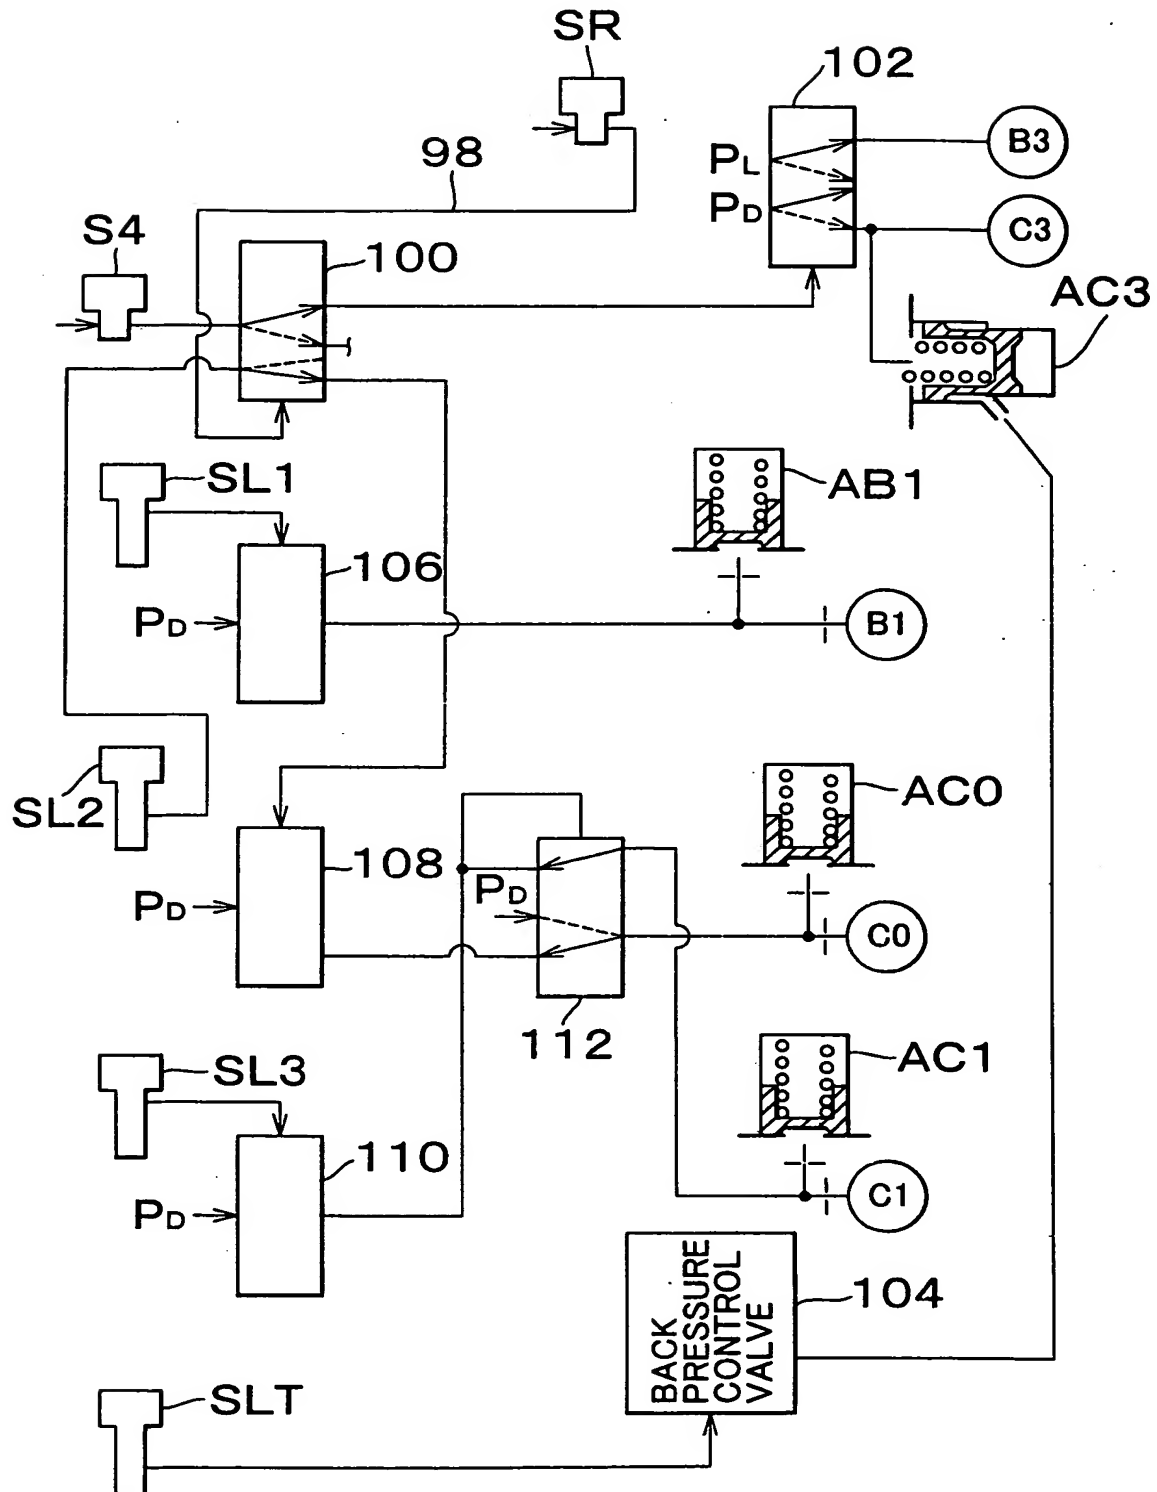 SR
102
B3
98
PL
PD
C3
S4
100
AC3
SL1
AB1
106
PD
B1
SL2
AC0
108
PD
PD
C0
112
SL3
AC1
110
PD
C1
BACK
PRESSURE
CONTROL
VALVE
104
SLT